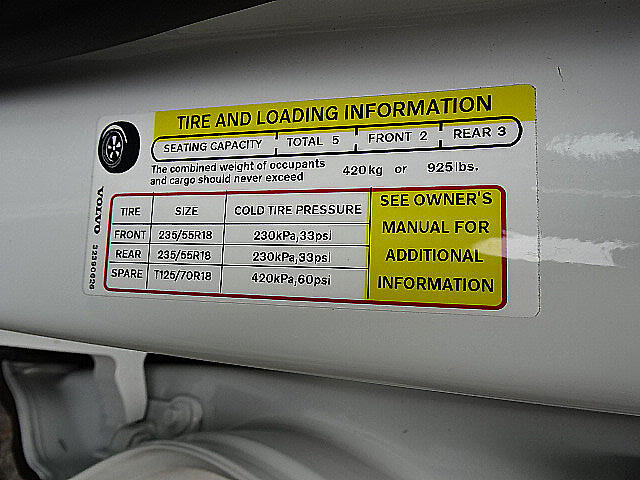 TIRE AND LOADING INFORMATION
SEATING CAPACITY TOTAL 5 FRONT 2 REAR 3
The combined weight of occupants
and cargo should never exceed 420kg or 925lbs.
TIRE SIZE COLD TIRE PRESSURE
FRONT 235/55R18 230kPa,33psi
REAR 235/55R18 230kPa,33psi
SPARE T125/70R18 420kPa,60psi
SEE OWNER'S
MANUAL FOR
ADDITIONAL
INFORMATION
VOLVO 32390626